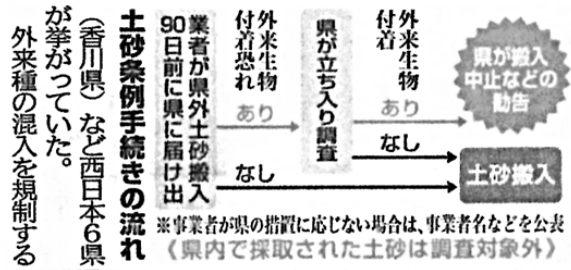 土砂条例手続きの流れ
業者が県外土砂搬入
90日前に県に届け出
外来生物
付着恐れ
あり
なし
県が立ち入り調査
外来生物
付着
あり
なし
県が搬入
中止などの
勧告
土砂搬入
※事業者が県の措置に応じない場合は、事業者名などを公表
《県内で採取された土砂は調査対象外》
（香川県）など西日本６県
が挙がっていた。
外来種の混入を規制する